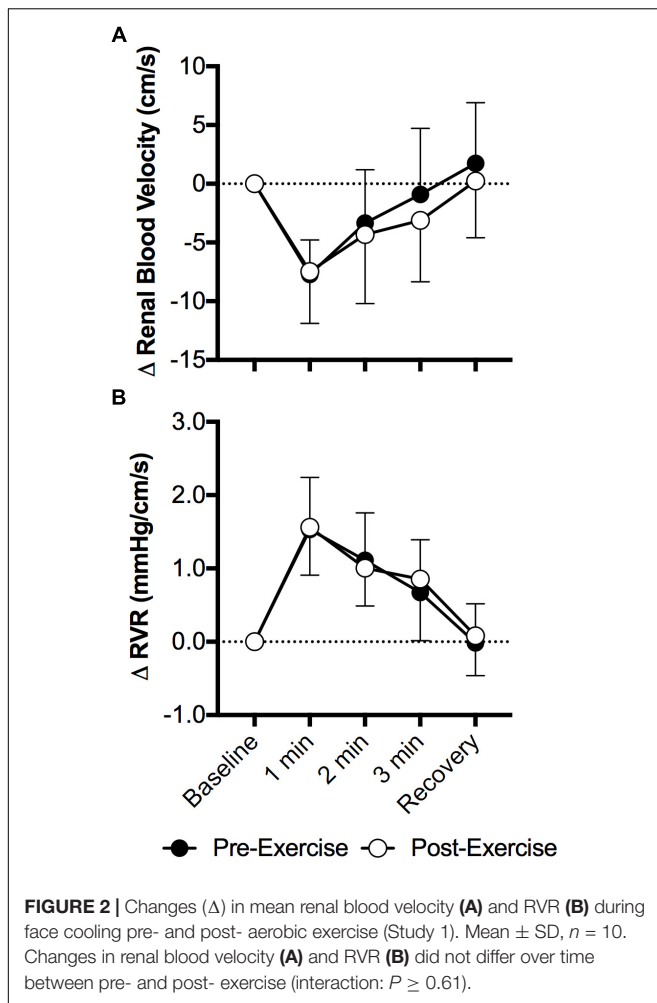 A
Δ Renal Blood Velocity (cm/s)
10
5
0
-5
-10
-15
B
Δ RVR (mmHg/cm/s)
3.0
2.0
1.0
0.0
-1.0
Baseline
1 min
2 min
3 min
Recovery
Pre-Exercise Post-Exercise
FIGURE 2 | Changes (Δ) in mean renal blood velocity (A) and RVR (B) during
face cooling pre- and post- aerobic exercise (Study 1). Mean ± SD, n = 10.
Changes in renal blood velocity (A) and RVR (B) did not differ over time
between pre- and post- exercise (interaction: P ≥ 0.61).